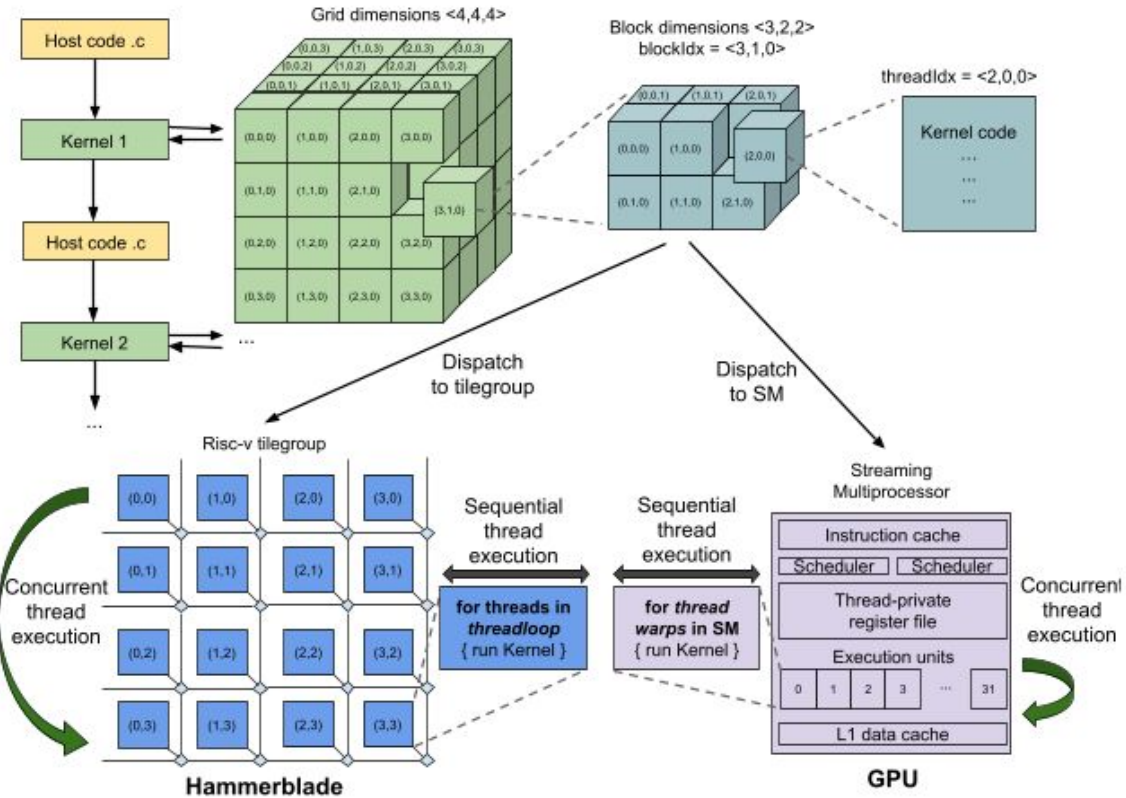 Grid dimensions <4,4,4>
Block dimensions <3,2,2>
blockIdx = <3,1,0>
threadIdx = <2,0,0>
Host code .c
Kernel 1
Host code .c
Kernel 2
...
(0,0,3) (1,0,3) (2,0,3) (3,0,3)
(0,0,2) (1,0,2) (2,0,2) (3,0,2)
(0,0,1) (1,0,1) (2,0,1) (3,0,1)
(0,0,0) (1,0,0) (2,0,0) (3,0,0)
(0,1,0) (1,1,0) (2,1,0) (3,1,0)
(0,2,0) (1,2,0) (2,2,0) (3,2,0)
(0,3,0) (1,3,0) (2,3,0) (3,3,0)
...
(0,0,1) (1,0,1) (2,0,1)
(0,0,0) (1,0,0) (2,0,0)
(0,1,0) (1,1,0) (2,1,0)
Kernel code
...
...
...
Dispatch
to tilegroup
Dispatch
to SM
Risc-v tilegroup
(0,0) (1,0) (2,0) (3,0)
(0,1) (1,1) (2,1) (3,1)
(0,2) (1,2) (2,2) (3,2)
(0,3) (1,3) (2,3) (3,3)
Concurrent
thread
execution
Hammerblade
Sequential
thread
execution
for threads in
threadloop
{ run Kernel }
Sequential
thread
execution
for thread
warps in SM
{ run Kernel }
Streaming
Multiprocessor
Instruction cache
Scheduler Scheduler
Thread-private
register file
Execution units
0 1 2 3 ... 31
L1 data cache
GPU
Concurrent
thread
execution